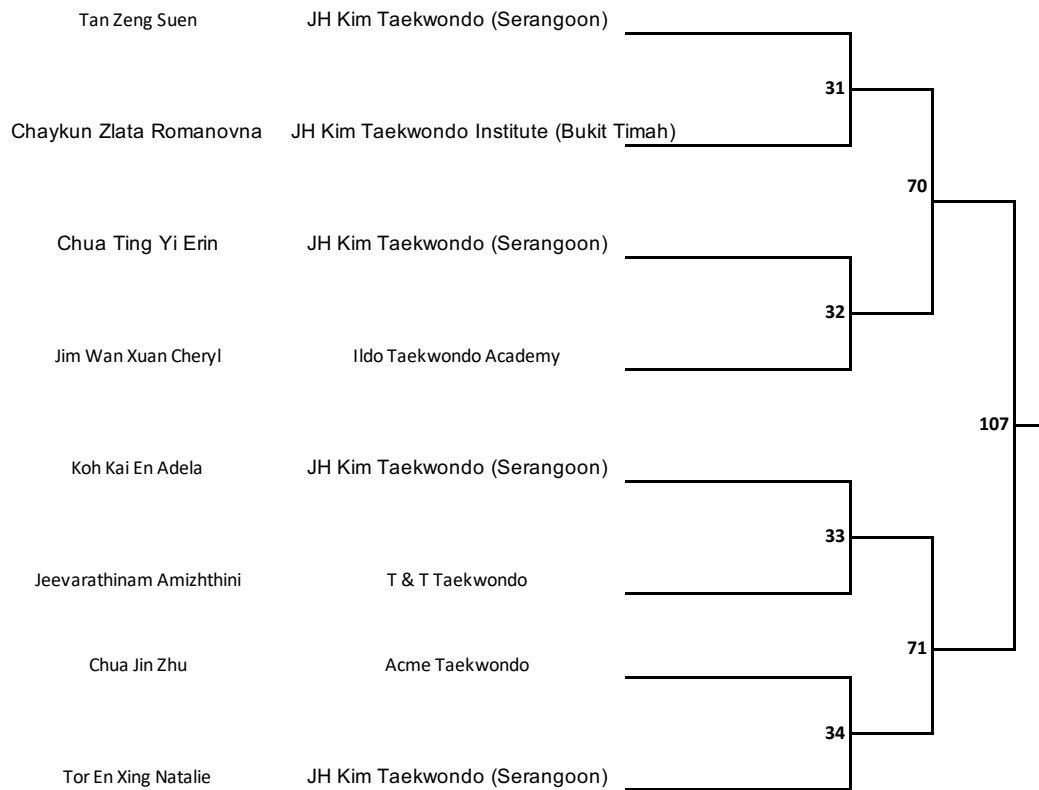 Tan Zeng Suen JH Kim Taekwondo (Serangoon)
31
Chaykun Zlata Romanovna JH Kim Taekwondo Institute (Bukit Timah)
70
Chua Ting Yi Erin JH Kim Taekwondo (Serangoon)
32
Jim Wan Xuan Cheryl Ildo Taekwondo Academy
107
Koh Kai En Adela JH Kim Taekwondo (Serangoon)
33
Jeevarathinam Amizhthini T & T Taekwondo
71
Chua Jin Zhu Acme Taekwondo
34
Tor En Xing Natalie JH Kim Taekwondo (Serangoon)